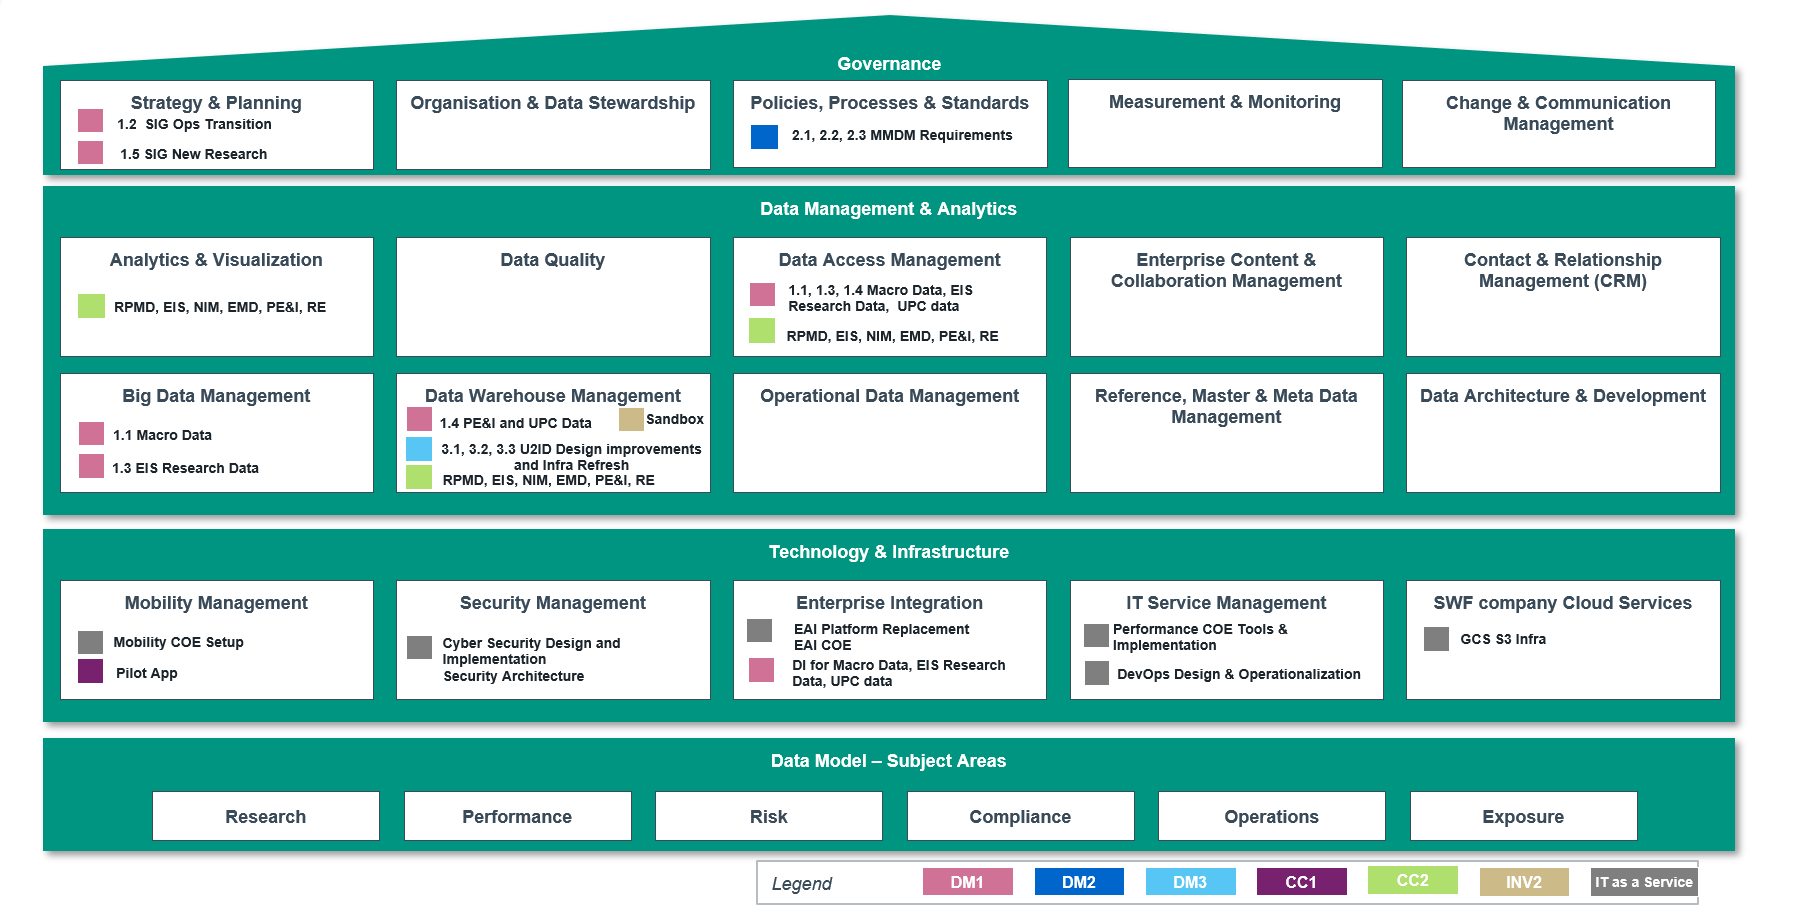 Governance
Strategy & Planning
1.2  SIG Ops Transition
1.5 SIG New Research
Organisation & Data Stewardship
Policies, Processes & Standards
2.1, 2.2, 2.3 MMDM Requirements
Measurement & Monitoring
Change & Communication
Management
Data Management & Analytics
Analytics & Visualization
RPMD, EIS, NIM, EMD, PE&I, RE
Data Quality
Data Access Management
1.1, 1.3, 1.4 Macro Data, EIS
Research Data,  UPC data
RPMD, EIS, NIM, EMD, PE&I, RE
Enterprise Content &
Collaboration Management
Contact & Relationship
Management (CRM)
Big Data Management
1.1 Macro Data
1.3 EIS Research Data
Data Warehouse Management
1.4 PE&I and UPC Data
Sandbox
3.1, 3.2, 3.3 U2ID Design improvements
and Infra Refresh
RPMD, EIS, NIM, EMD, PE&I, RE
Operational Data Management
Reference, Master & Meta Data
Management
Data Architecture & Development
Technology & Infrastructure
Mobility Management
Mobility COE Setup
Pilot App
Security Management
Cyber Security Design and
Implementation
Security Architecture
Enterprise Integration
EAI Platform Replacement
EAI COE
DI for Macro Data, EIS Research
Data, UPC data
IT Service Management
Performance COE Tools &
Implementation
DevOps Design & Operationalization
SWF company Cloud Services
GCS S3 Infra
Data Model – Subject Areas
Research
Performance
Risk
Compliance
Operations
Exposure
Legend
DM1
DM2
DM3
CC1
CC2
INV2
IT as a Service